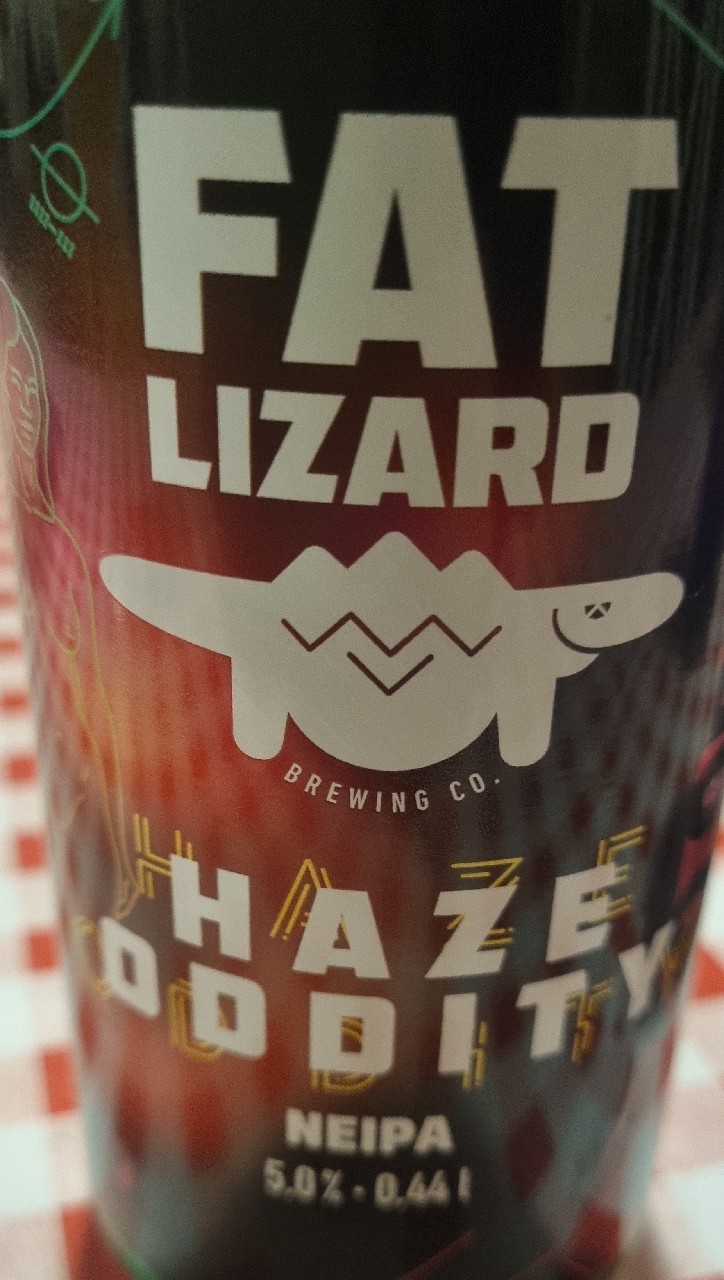 FAT
LIZARD
BREWING CO.
HAZE
ODDITY
NEIPA
5.0% · 0.44 l